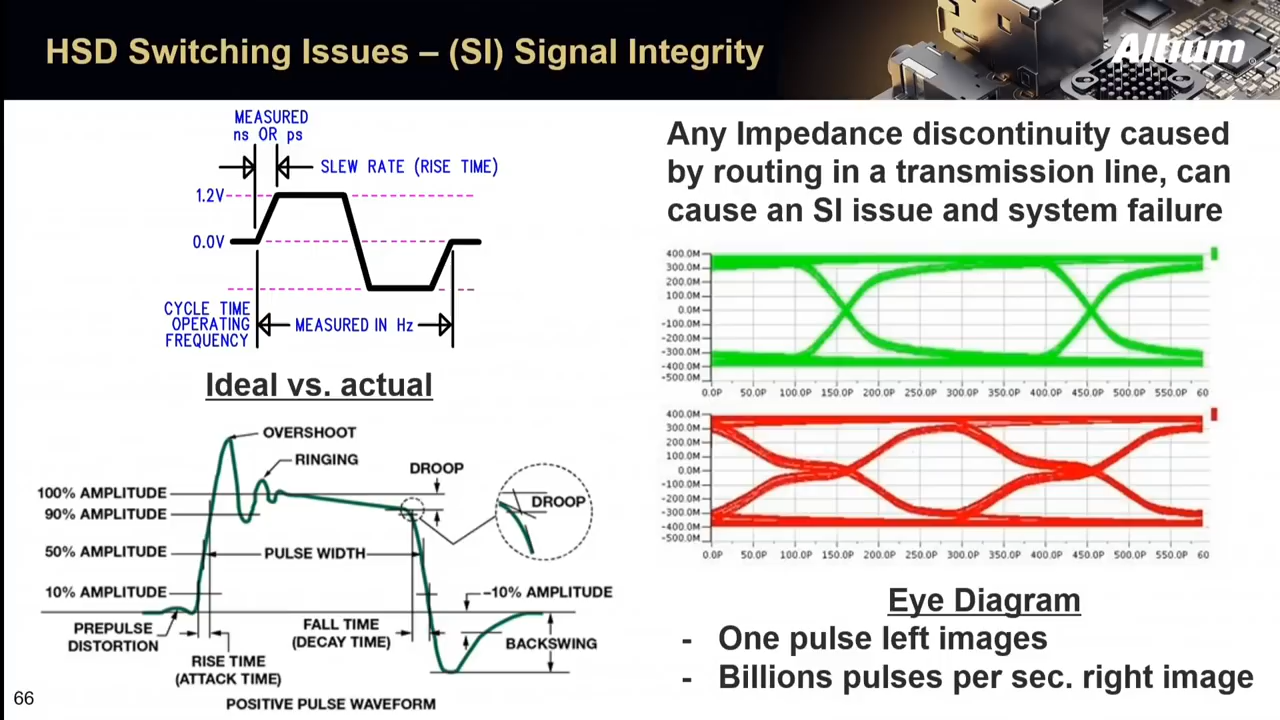 HSD Switching Issues – (SI) Signal Integrity
Altium
MEASURED
ns OR ps
SLEW RATE (RISE TIME)
1.2V
0.0V
CYCLE TIME
OPERATING
FREQUENCY
MEASURED IN Hz
Ideal vs. actual
OVERSHOOT
RINGING
DROOP
100% AMPLITUDE
90% AMPLITUDE
DROOP
50% AMPLITUDE
PULSE WIDTH
10% AMPLITUDE
–10% AMPLITUDE
PREPULSE
DISTORTION
FALL TIME
(DECAY TIME)
BACKSWING
RISE TIME
(ATTACK TIME)
POSITIVE PULSE WAVEFORM
66
Any Impedance discontinuity caused
by routing in a transmission line, can
cause an SI issue and system failure
400.0M
300.0M
200.0M
100.0M
0.0M
-100.0M
-200.0M
-300.0M
-400.0M
-500.0M
0.0P 50.0P 100.0P 150.0P 200.0P 250.0P 300.0P 350.0P 400.0P 450.0P 500.0P 550.0P 60
400.0M
300.0M
200.0M
100.0M
0.0M
-100.0M
-200.0M
-300.0M
-400.0M
-500.0M
0.0P 50.0P 100.0P 150.0P 200.0P 250.0P 300.0P 350.0P 400.0P 450.0P 500.0P 550.0P 60
Eye Diagram
- One pulse left images
- Billions pulses per sec. right image